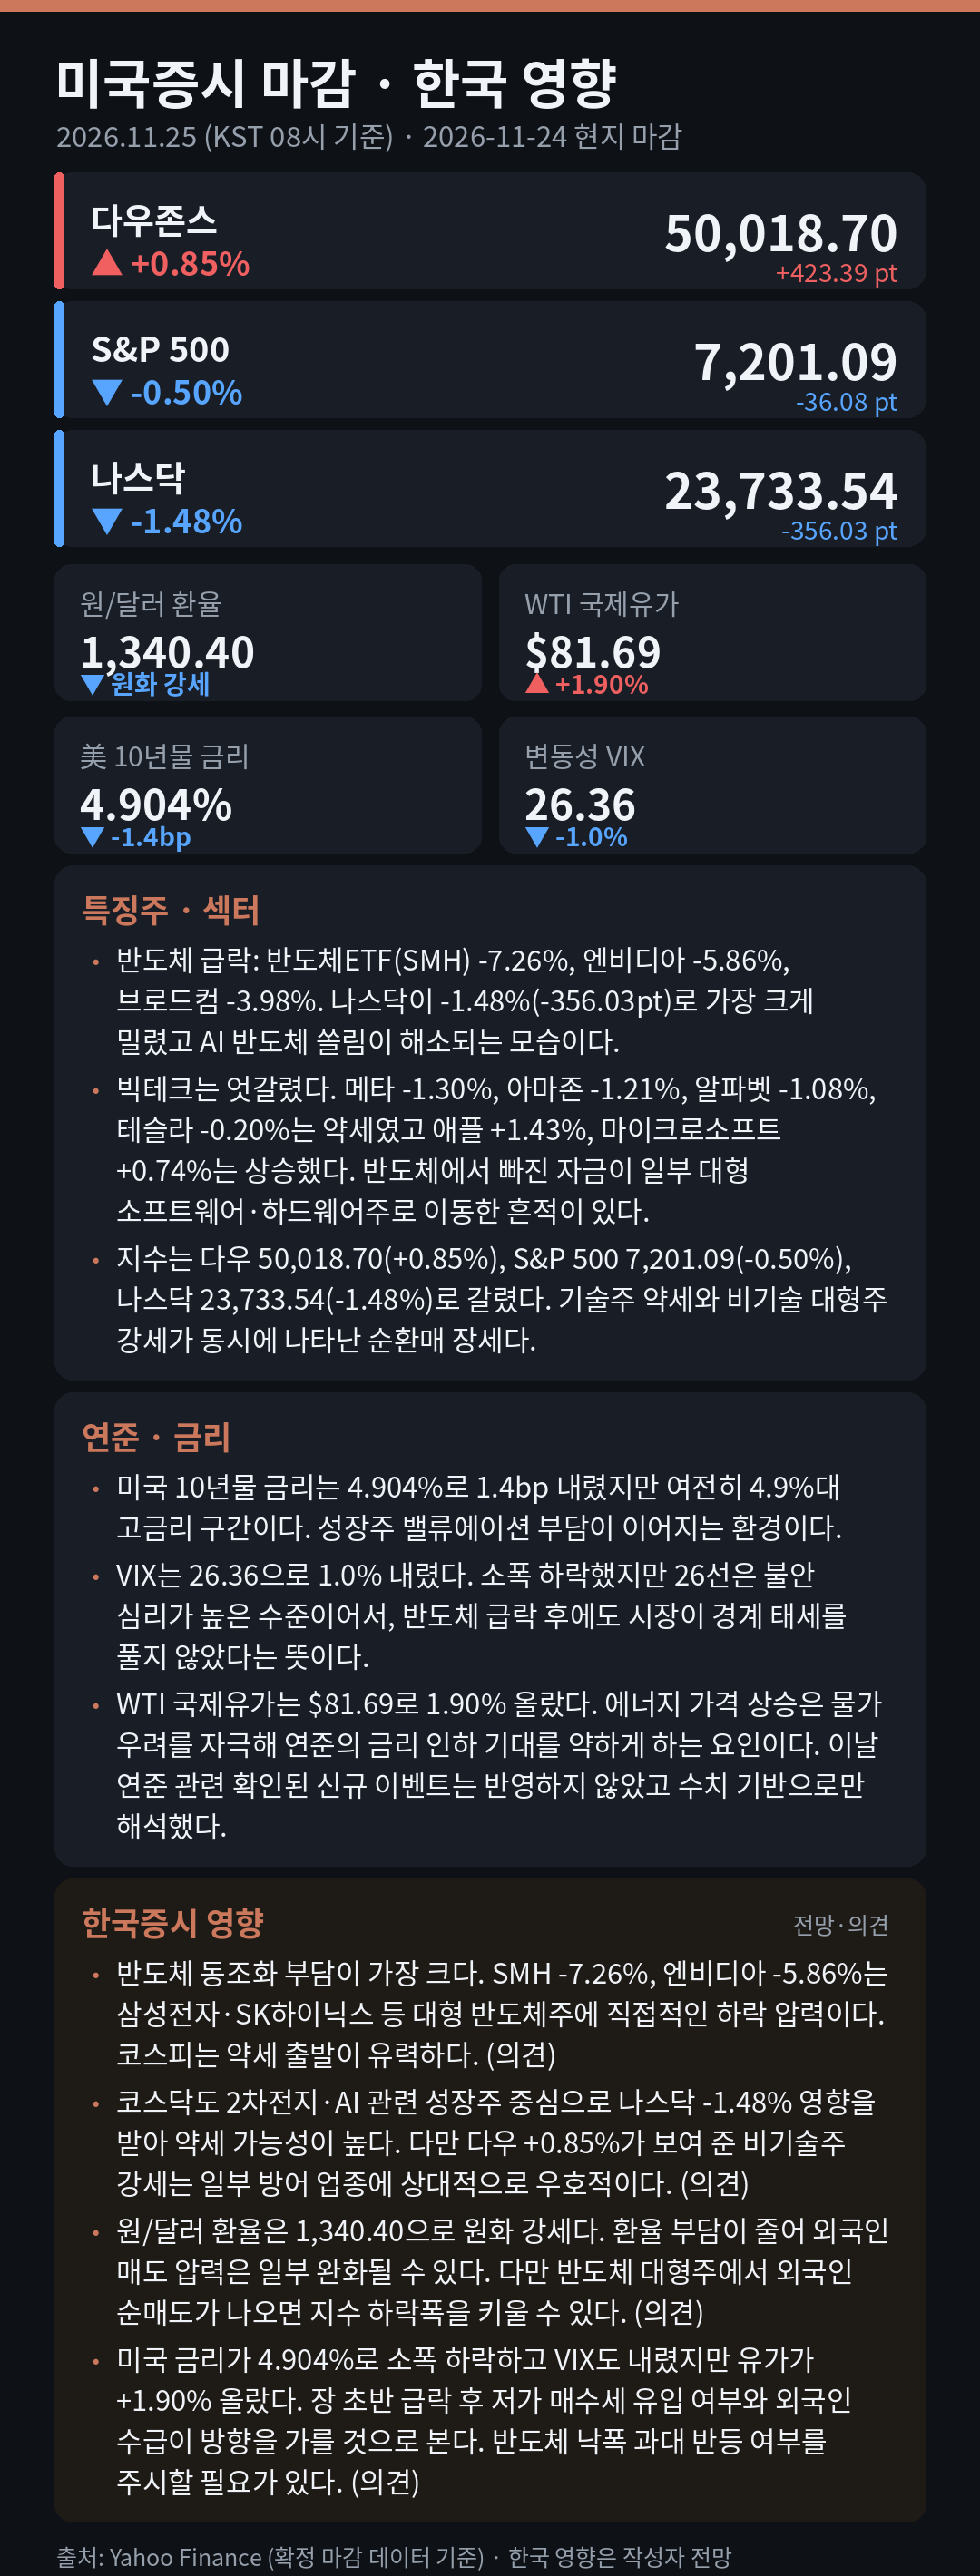 미국증시 마감 · 한국 영향
2026.11.25 (KST 08시 기준) · 2026-11-24 현지 마감
다우존스
50,018.70
▲ +0.85%
+423.39 pt
S&P 500
7,201.09
▼ -0.50%
-36.08 pt
나스닥
23,733.54
▼ -1.48%
-356.03 pt
원/달러 환율
1,340.40
▼ 원화 강세
WTI 국제유가
$81.69
▲ +1.90%
美 10년물 금리
4.904%
▼ -1.4bp
변동성 VIX
26.36
▼ -1.0%
특징주 · 섹터
• 반도체 급락: 반도체ETF(SMH) -7.26%, 엔비디아 -5.86%,
브로드컴 -3.98%. 나스닥이 -1.48%(-356.03pt)로 가장 크게
밀렸고 AI 반도체 쏠림이 해소되는 모습이다.
• 빅테크는 엇갈렸다. 메타 -1.30%, 아마존 -1.21%, 알파벳 -1.08%,
테슬라 -0.20%는 약세였고 애플 +1.43%, 마이크로소프트
+0.74%는 상승했다. 반도체에서 빠진 자금이 일부 대형
소프트웨어·하드웨어주로 이동한 흔적이 있다.
• 지수는 다우 50,018.70(+0.85%), S&P 500 7,201.09(-0.50%),
나스닥 23,733.54(-1.48%)로 갈렸다. 기술주 약세와 비기술 대형주
강세가 동시에 나타난 순환매 장세다.
연준 · 금리
• 미국 10년물 금리는 4.904%로 1.4bp 내렸지만 여전히 4.9%대
고금리 구간이다. 성장주 밸류에이션 부담이 이어지는 환경이다.
• VIX는 26.36으로 1.0% 내렸다. 소폭 하락했지만 26선은 불안
심리가 높은 수준이어서, 반도체 급락 후에도 시장이 경계 태세를
풀지 않았다는 뜻이다.
• WTI 국제유가는 $81.69로 1.90% 올랐다. 에너지 가격 상승은 물가
우려를 자극해 연준의 금리 인하 기대를 약하게 하는 요인이다. 이날
연준 관련 확인된 신규 이벤트는 반영하지 않았고 수치 기반으로만
해석했다.
한국증시 영향
전망·의견
• 반도체 동조화 부담이 가장 크다. SMH -7.26%, 엔비디아 -5.86%는
삼성전자·SK하이닉스 등 대형 반도체주에 직접적인 하락 압력이다.
코스피는 약세 출발이 유력하다. (의견)
• 코스닥도 2차전지·AI 관련 성장주 중심으로 나스닥 -1.48% 영향을
받아 약세 가능성이 높다. 다만 다우 +0.85%가 보여 준 비기술주
강세는 일부 방어 업종에 상대적으로 우호적이다. (의견)
• 원/달러 환율은 1,340.40으로 원화 강세다. 환율 부담이 줄어 외국인
매도 압력은 일부 완화될 수 있다. 다만 반도체 대형주에서 외국인
순매도가 나오면 지수 하락폭을 키울 수 있다. (의견)
• 미국 금리가 4.904%로 소폭 하락하고 VIX도 내렸지만 유가가
+1.90% 올랐다. 장 초반 급락 후 저가 매수세 유입 여부와 외국인
수급이 방향을 가를 것으로 본다. 반도체 낙폭 과대 반등 여부를
주시할 필요가 있다. (의견)
출처: Yahoo Finance (확정 마감 데이터 기준) · 한국 영향은 작성자 전망